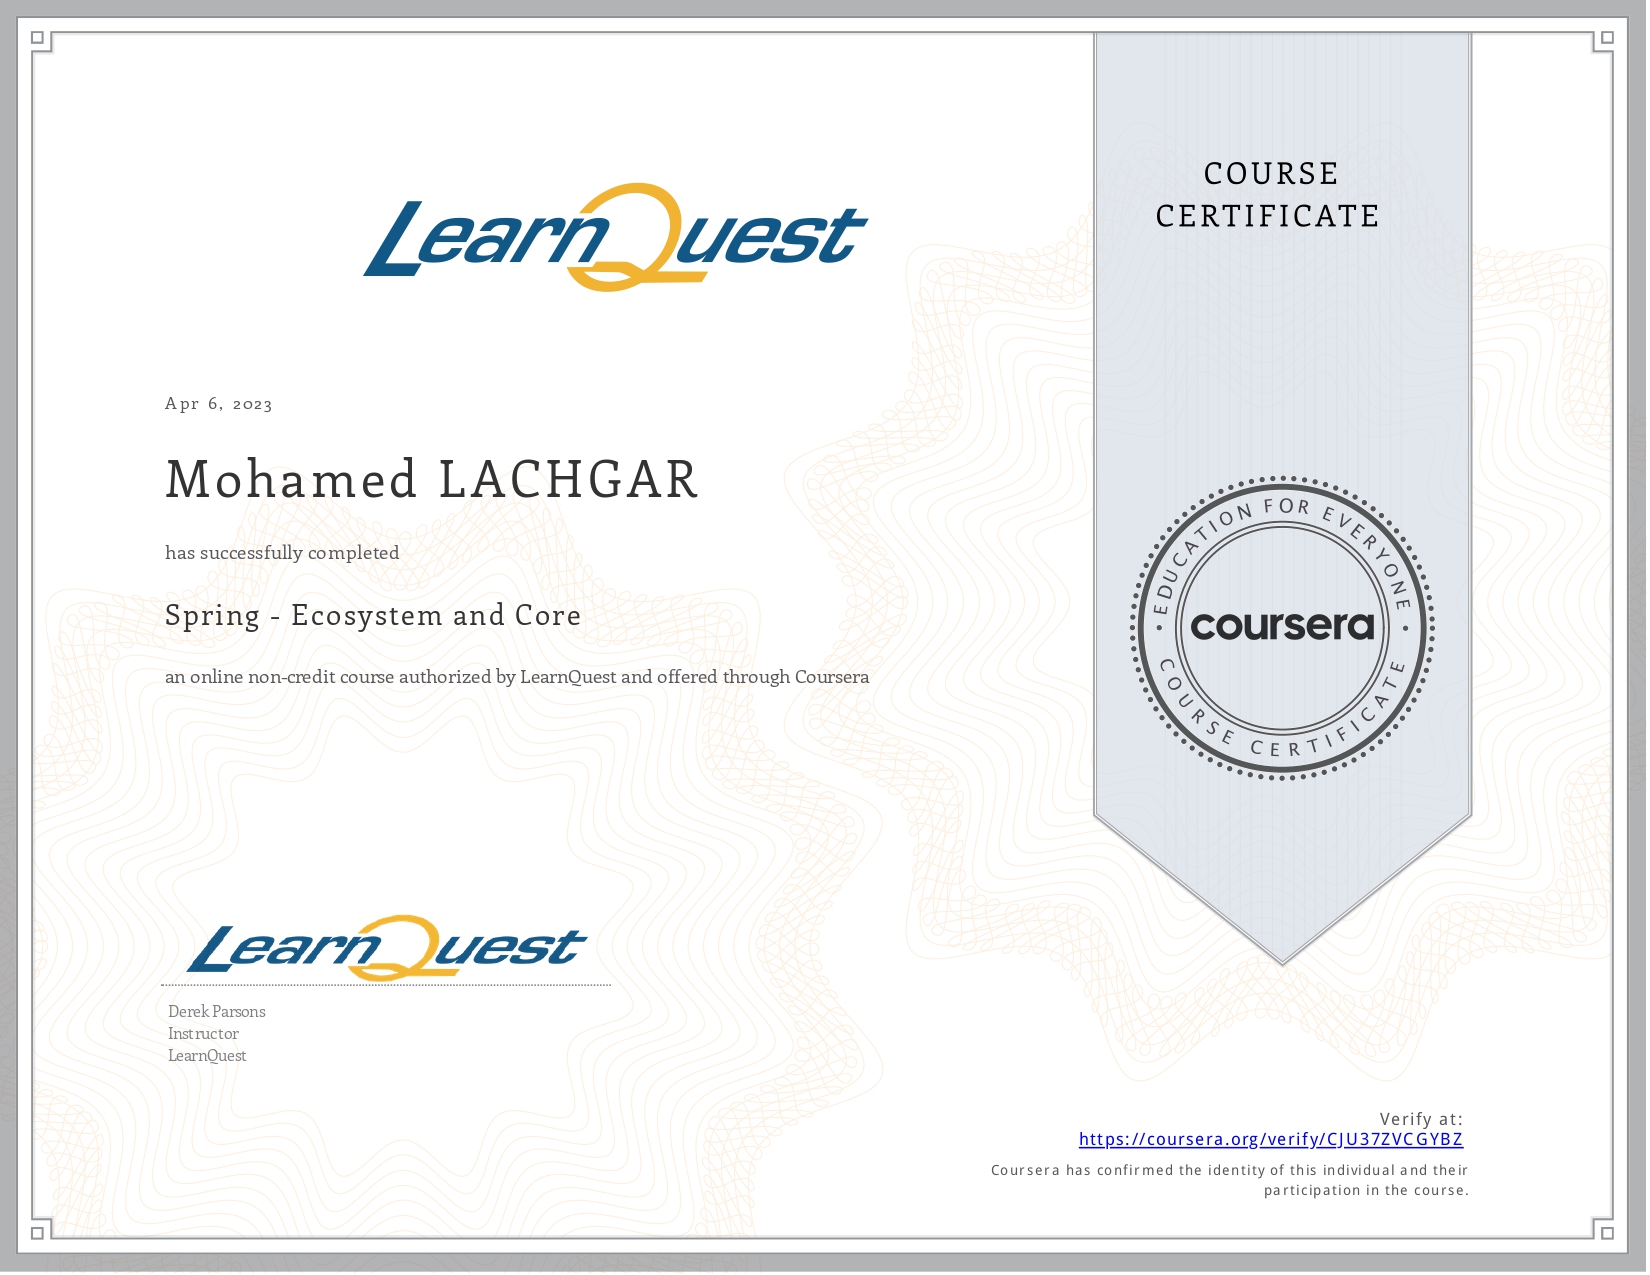 LearnQuest
COURSE
CERTIFICATE
Apr 6, 2023
Mohamed LACHGAR
has successfully completed
Spring - Ecosystem and Core
an online non-credit course authorized by LearnQuest and offered through Coursera
EDUCATION FOR EVERYONE
coursera
COURSE CERTIFICATE
LearnQuest
Derek Parsons
Instructor
LearnQuest
Verify at:
https://coursera.org/verify/CJU37ZVCGYBZ
Coursera has confirmed the identity of this individual and their
participation in the course.